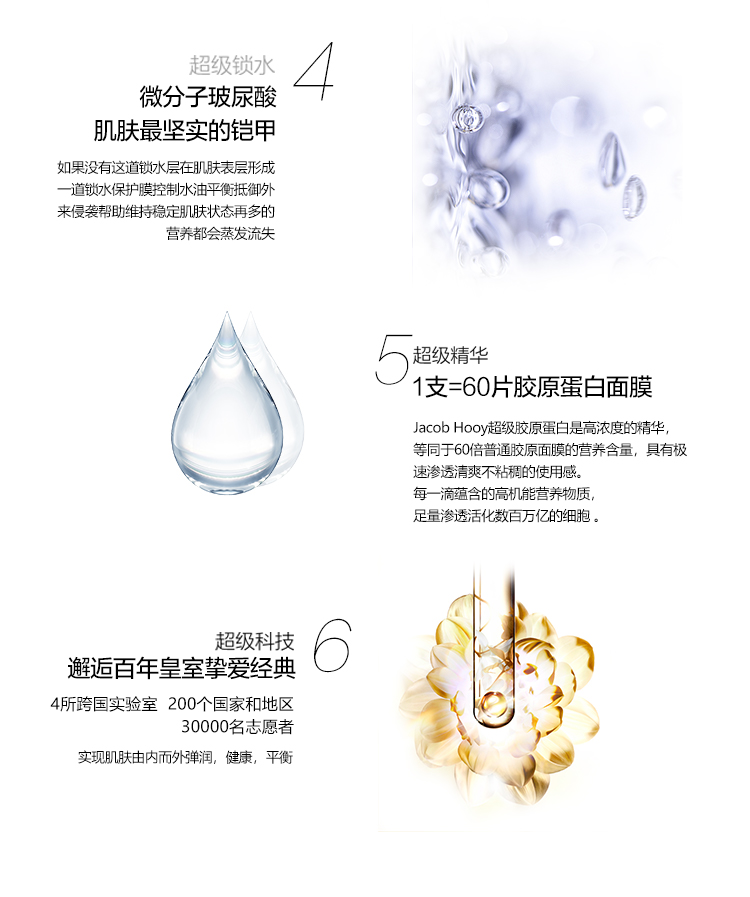 4
超级锁水
微分子玻尿酸
肌肤最坚实的铠甲
如果没有这道锁水层在肌肤表层形成
一道锁水保护膜控制水油平衡抵御外
来侵袭帮助维持稳定肌肤状态再多的
营养都会蒸发流失
5
超级精华
1支=60片胶原蛋白面膜
Jacob Hooy超级胶原蛋白是高浓度的精华，
等同于60倍普通胶原面膜的营养含量，具有极
速渗透清爽不粘稠的使用感。
每一滴蕴含的高机能营养物质，
足量渗透活化数百万亿的细胞 。
6
超级科技
邂逅百年皇室挚爱经典
4所跨国实验室 200个国家和地区
30000名志愿者
实现肌肤由内而外弹润，健康，平衡